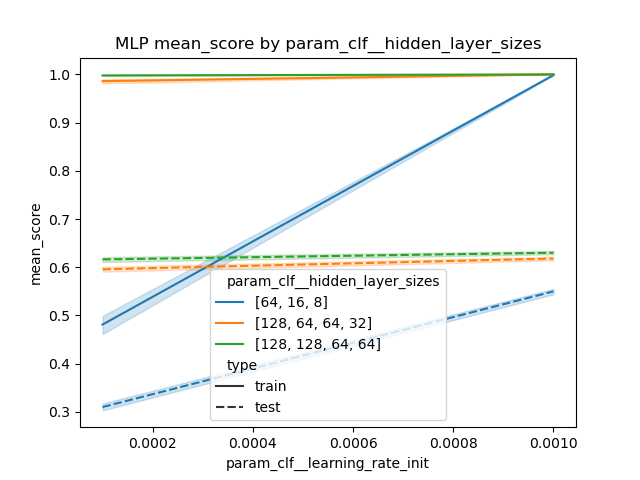 MLP mean_score by param_clf__hidden_layer_sizes
mean_score
1.0
0.9
0.8
0.7
0.6
0.5
0.4
0.3
param_clf__hidden_layer_sizes
[64, 16, 8]
[128, 64, 64, 32]
[128, 128, 64, 64]
type
train
test
0.0002 0.0004 0.0006 0.0008 0.0010
param_clf__learning_rate_init